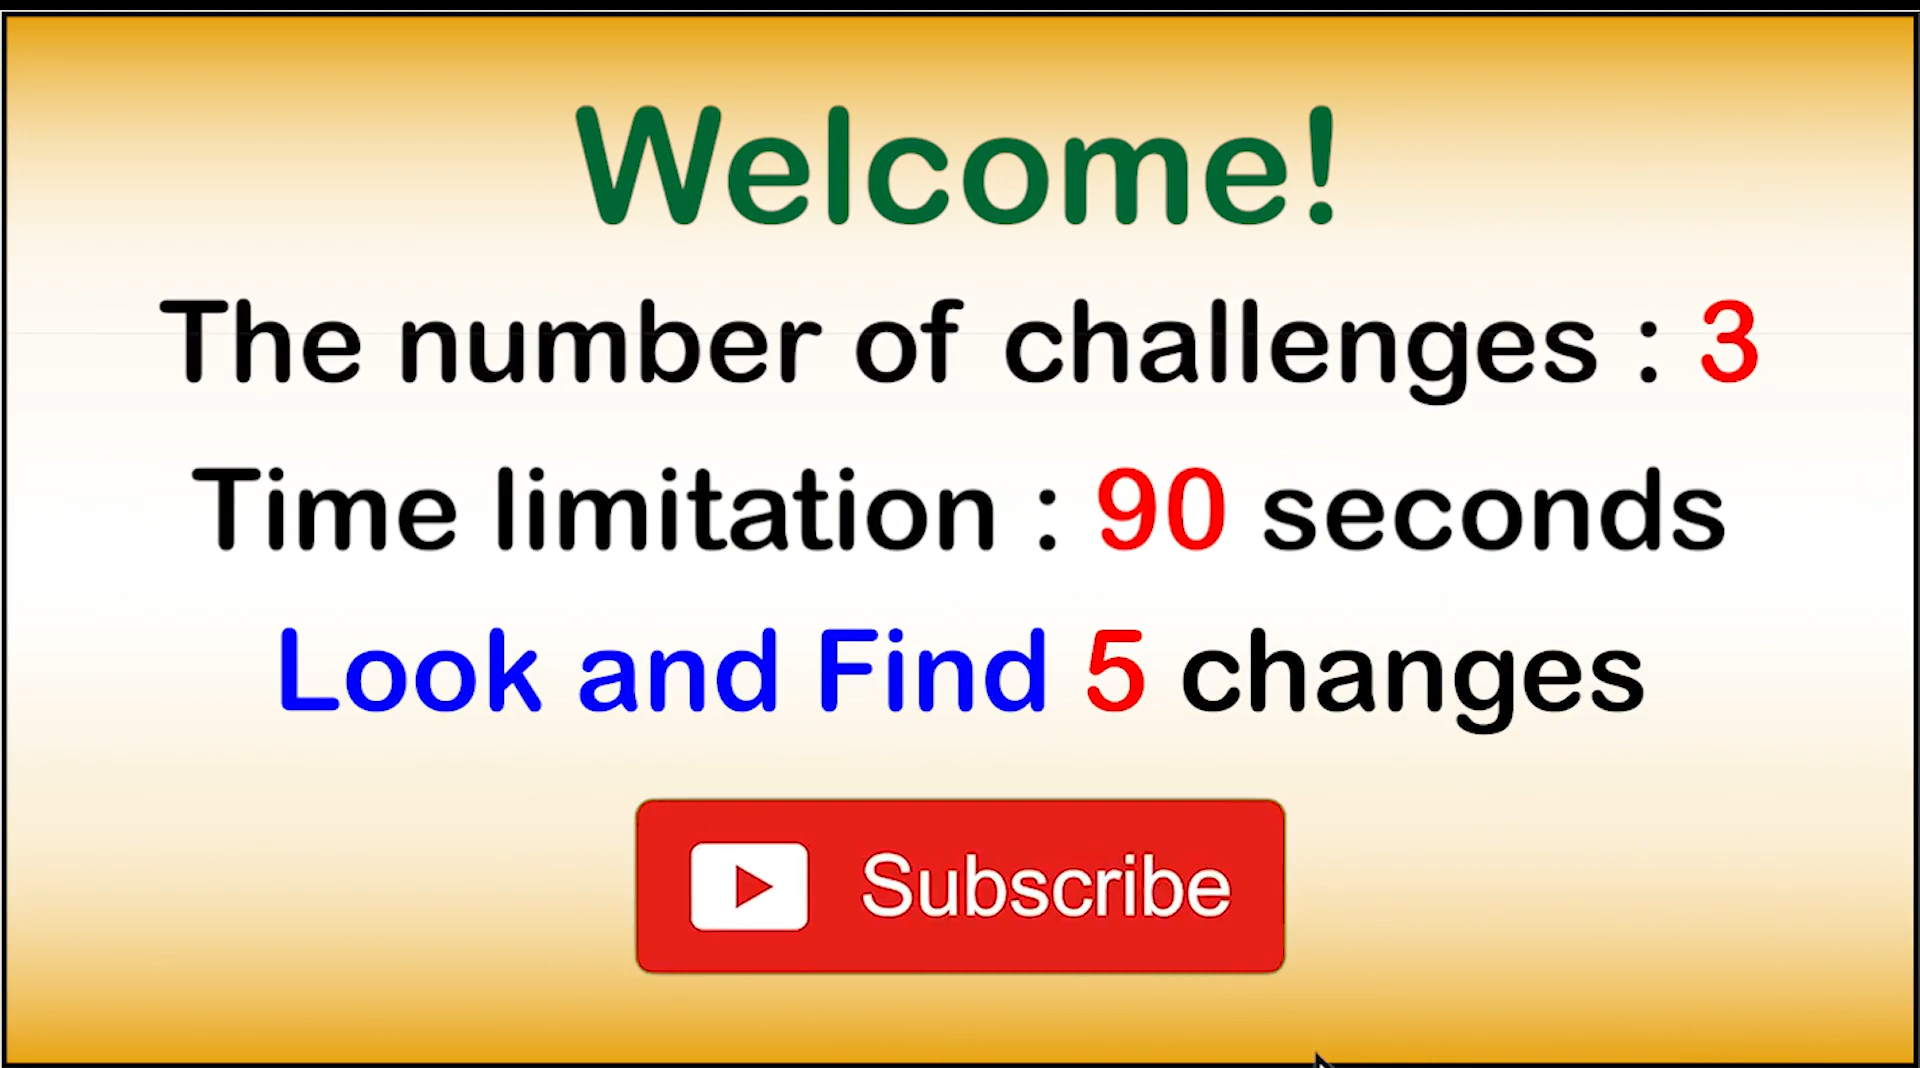 Welcome!
The number of challenges : 3
Time limitation : 90 seconds
Look and Find 5 changes
Subscribe